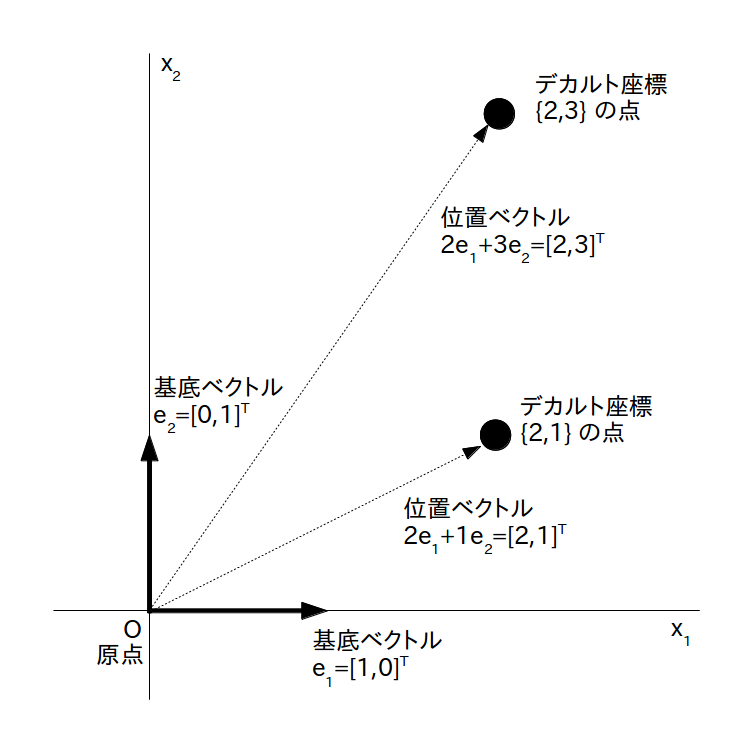 x₂
デカルト座標
{2,3} の点
位置ベクトル
2e₁+3e₂=[2,3]ᵀ
基底ベクトル
e₂=[0,1]ᵀ
デカルト座標
{2,1} の点
位置ベクトル
2e₁+1e₂=[2,1]ᵀ
O
原点
x₁
基底ベクトル
e₁=[1,0]ᵀ